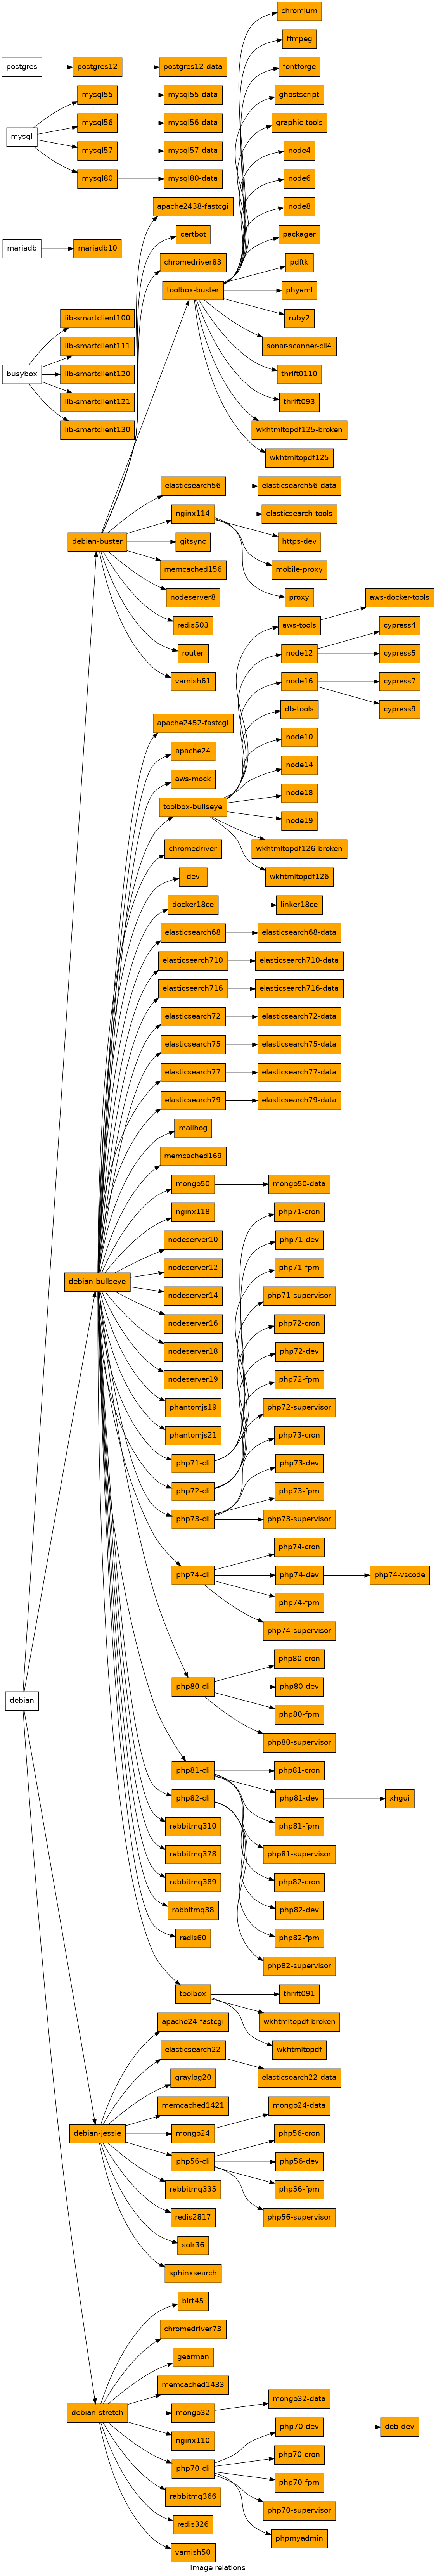 chromium
ffmpeg
postgres
postgres12
postgres12-data
fontforge
mysql55
mysql55-data
ghostscript
mysql
mysql56
mysql56-data
graphic-tools
mysql57
mysql57-data
node4
mysql80
mysql80-data
node6
apache2438-fastcgi
node8
certbot
packager
mariadb
mariadb10
chromedriver83
pdftk
toolbox-buster
phyaml
lib-smartclient100
ruby2
lib-smartclient111
sonar-scanner-cli4
busybox
lib-smartclient120
thrift0110
lib-smartclient121
thrift093
lib-smartclient130
wkhtmltopdf125-broken
wkhtmltopdf125
elasticsearch56
elasticsearch56-data
nginx114
elasticsearch-tools
debian-buster
gitsync
https-dev
memcached156
mobile-proxy
nodeserver8
proxy
aws-docker-tools
redis503
aws-tools
cypress4
router
node12
cypress5
varnish61
node16
cypress7
db-tools
cypress9
apache2452-fastcgi
node10
apache24
node14
aws-mock
node18
toolbox-bullseye
node19
chromedriver
wkhtmltopdf126-broken
dev
wkhtmltopdf126
docker18ce
linker18ce
elasticsearch68
elasticsearch68-data
elasticsearch710
elasticsearch710-data
elasticsearch716
elasticsearch716-data
elasticsearch72
elasticsearch72-data
elasticsearch75
elasticsearch75-data
elasticsearch77
elasticsearch77-data
elasticsearch79
elasticsearch79-data
mailhog
memcached169
mongo50
mongo50-data
nginx118
php71-cron
nodeserver10
php71-dev
nodeserver12
php71-fpm
debian-bullseye
nodeserver14
php71-supervisor
nodeserver16
php72-cron
nodeserver18
php72-dev
nodeserver19
php72-fpm
phantomjs19
php72-supervisor
phantomjs21
php73-cron
php71-cli
php73-dev
php72-cli
php73-fpm
php73-cli
php73-supervisor
php74-cron
php74-cli
php74-dev
php74-vscode
php74-fpm
php74-supervisor
php80-cron
php80-cli
php80-dev
debian
php80-fpm
php80-supervisor
php81-cli
php81-cron
php82-cli
php81-dev
xhgui
rabbitmq310
php81-fpm
rabbitmq378
php81-supervisor
rabbitmq389
php82-cron
rabbitmq38
php82-dev
redis60
php82-fpm
php82-supervisor
toolbox
thrift091
apache24-fastcgi
wkhtmltopdf-broken
elasticsearch22
wkhtmltopdf
graylog20
elasticsearch22-data
memcached1421
mongo24-data
debian-jessie
mongo24
php56-cron
php56-cli
php56-dev
rabbitmq335
php56-fpm
redis2817
php56-supervisor
solr36
sphinxsearch
birt45
chromedriver73
gearman
memcached1433
mongo32-data
debian-stretch
mongo32
php70-dev
deb-dev
nginx110
php70-cron
php70-cli
php70-fpm
rabbitmq366
php70-supervisor
redis326
phpmyadmin
varnish50
Image relations